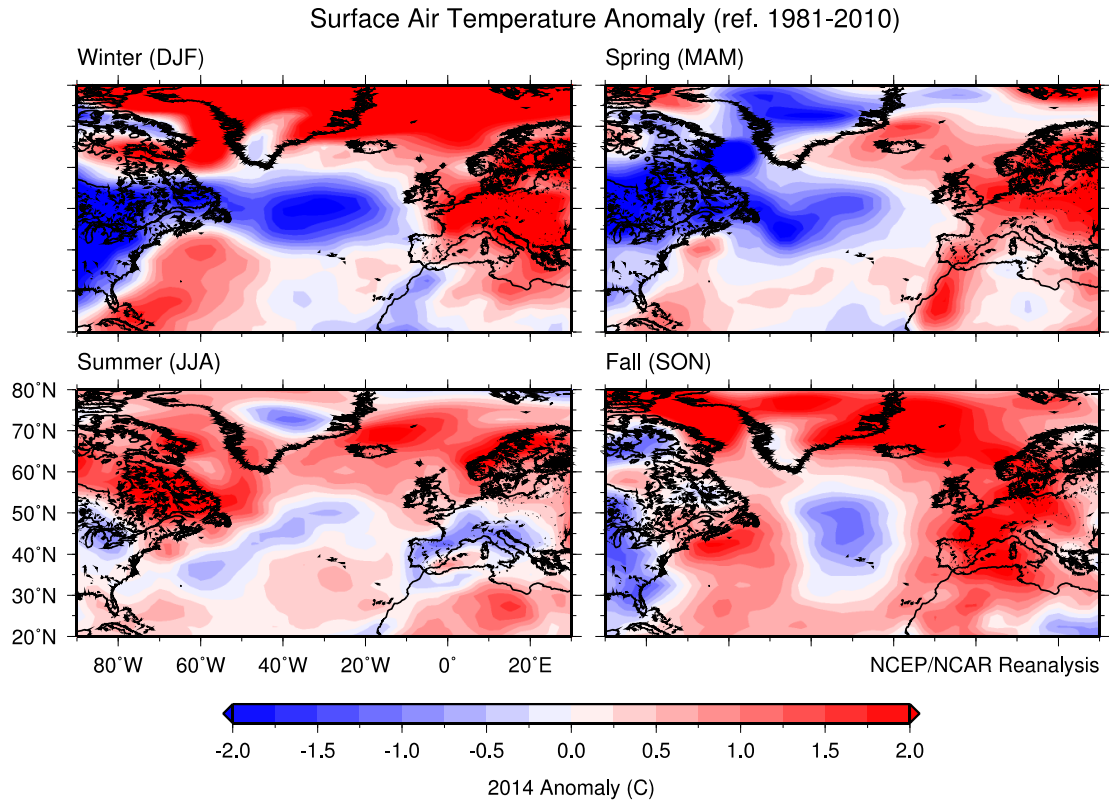 Surface Air Temperature Anomaly (ref. 1981-2010)
Winter (DJF)
Spring (MAM)
Summer (JJA)
Fall (SON)
80˚N
70˚N
60˚N
50˚N
40˚N
30˚N
20˚N
80˚W 60˚W 40˚W 20˚W 0˚ 20˚E
NCEP/NCAR Reanalysis
-2.0 -1.5 -1.0 -0.5 0.0 0.5 1.0 1.5 2.0
2014 Anomaly (C)